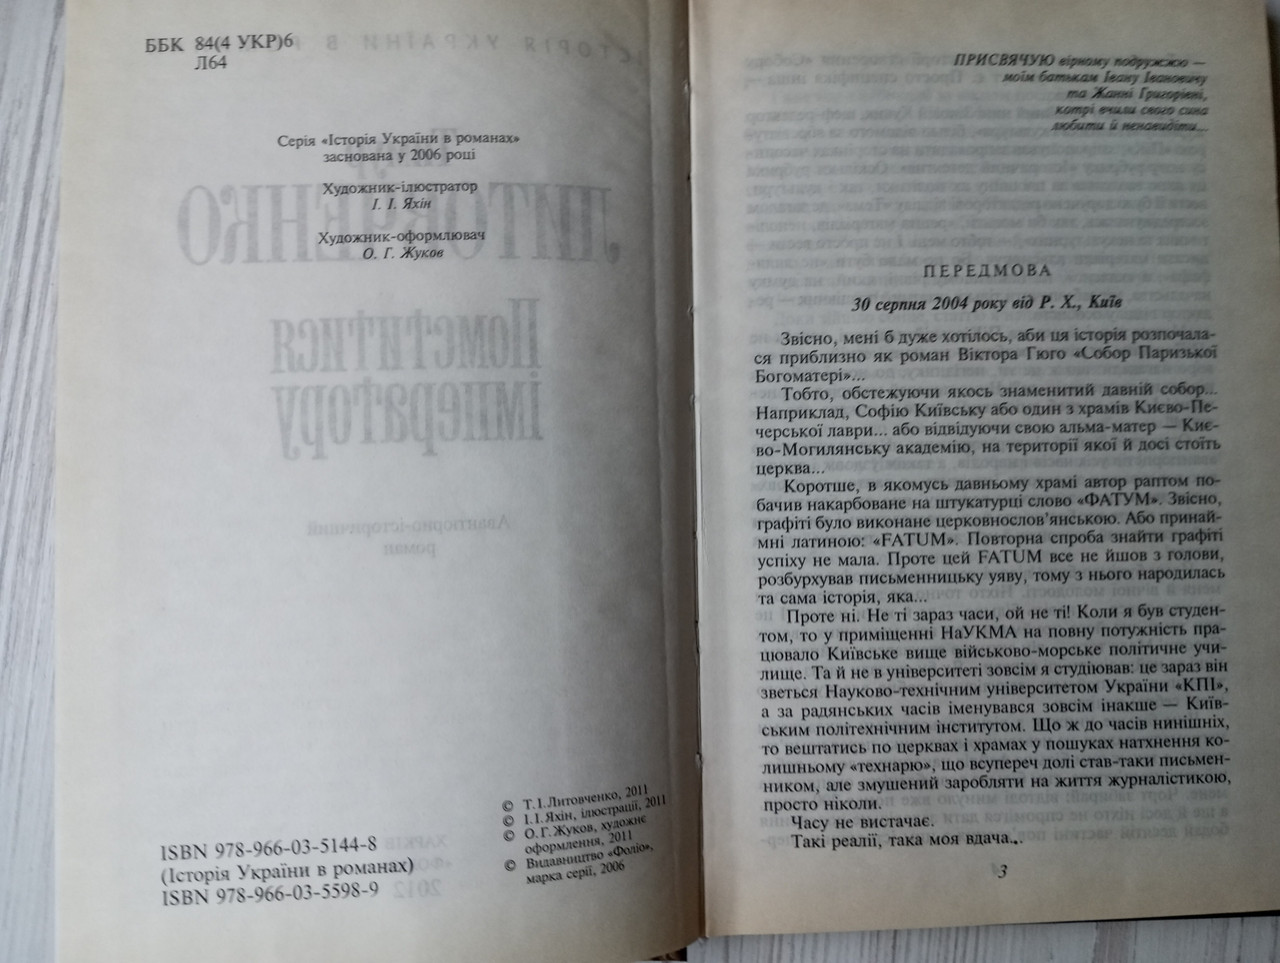 ББК 84(4 УКР)6
Л64
Серія «Історія України в романах»
заснована у 2006 році
Художник-ілюстратор
І. І. Яхін
Художник-оформлювач
О. Г. Жуков
© Т. І. Литовченко, 2011
© І. І. Яхін, ілюстрації, 2011
© О. Г. Жуков, художнє
оформлення, 2011
© Видавництво «Фоліо»,
марка серії, 2006
ISBN 978-966-03-5144-8
(Історія України в романах)
ISBN 978-966-03-5598-9
ПРИСВЯЧУЮ вірному подружжю —
моїм батькам Івану Івановичу
та Жанні Григорівні,
котрі вчили свого сина
любити й ненавидіти...
ПЕРЕДМОВА
30 серпня 2004 року від Р. Х., Київ
Звісно, мені б дуже хотілось, аби ця історія розпочала-
ася приблизно як роман Віктора Гюго «Собор Паризької
Богоматері»...
Тобто, обстежуючи якось знаменитий давній собор...
Наприклад, Софію Київську або один з храмів Києво-Пе-
черської лаври... або відвідуючи свою альма-матер — Киє-
во-Могилянську академію, на території якої й досі стоїть
церква...
Коротше, в якомусь давньому храмі автор раптом по-
бачив накарбоване на штукатурці слово «ФАТУМ». Звісно,
графіті було виконане церковнослов’янською. Або принай-
мні латиною: «FATUM». Повторна спроба знайти графіті
успіху не мала. Проте цей FATUM все не йшов з голови,
розбурхував письменницьку уяву, тому з нього народилась
та сама історія, яка...
Проте ні. Не ті зараз часи, ой не ті! Коли я був студен-
том, то у приміщенні НаУКМА на повну потужність пра-
цювало Київське вище військово-морське політичне учи-
лище. Та й не в університеті зовсім я студіював: це зараз він
зветься Науково-технічним університетом України «КПІ»,
а за радянських часів іменувався зовсім інакше — Київ-
ським політехнічним інститутом. Що ж до часів нинішніх,
то вештатись по церквах і храмах у пошуках натхнення ко-
лишньому «технарю», що всупереч долі став-таки письмен-
ником, але змушений заробляти на життя журналістикою,
просто ніколи.
Часу не вистачає.
Такі реалії, така моя вдача...
3